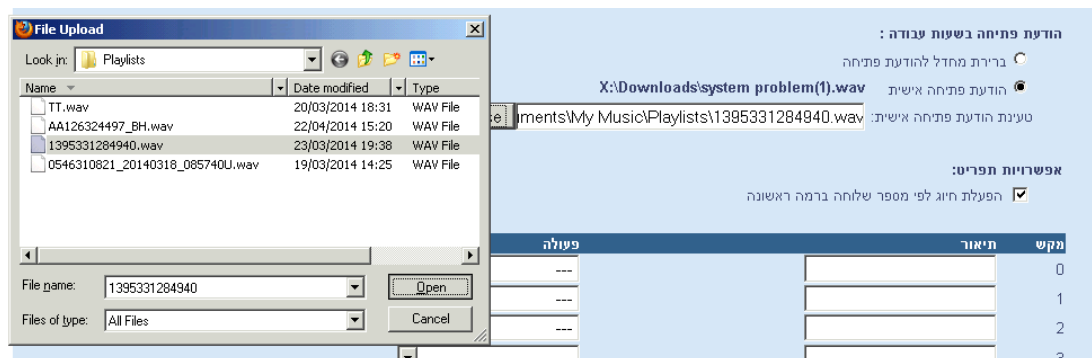 File Upload
Look in: Playlists
Name Date modified Type
TT.wav 20/03/2014 18:31 WAV File
AA126324497_BH.wav 22/04/2014 15:20 WAV File
1395331284940.wav 23/03/2014 19:38 WAV File
0546310821_20140318_085740U.wav 19/03/2014 14:25 WAV File
File name: 1395331284940 Open
Files of type: All Files Cancel
הודעת פתיחה בשעות עבודה :
ברירת מחדל להודעת פתיחה
הודעת פתיחה אישית X:\Downloads\system problem(1).wav
טעינת הודעת פתיחה אישית: uments\My Music\Playlists\1395331284940.wav
אפשרויות תפריט:
הפעלת חיוג לפי מספר שלוחה ברמה ראשונה
מקש תיאור פעולה
0 ---
1 ---
2 ---
3